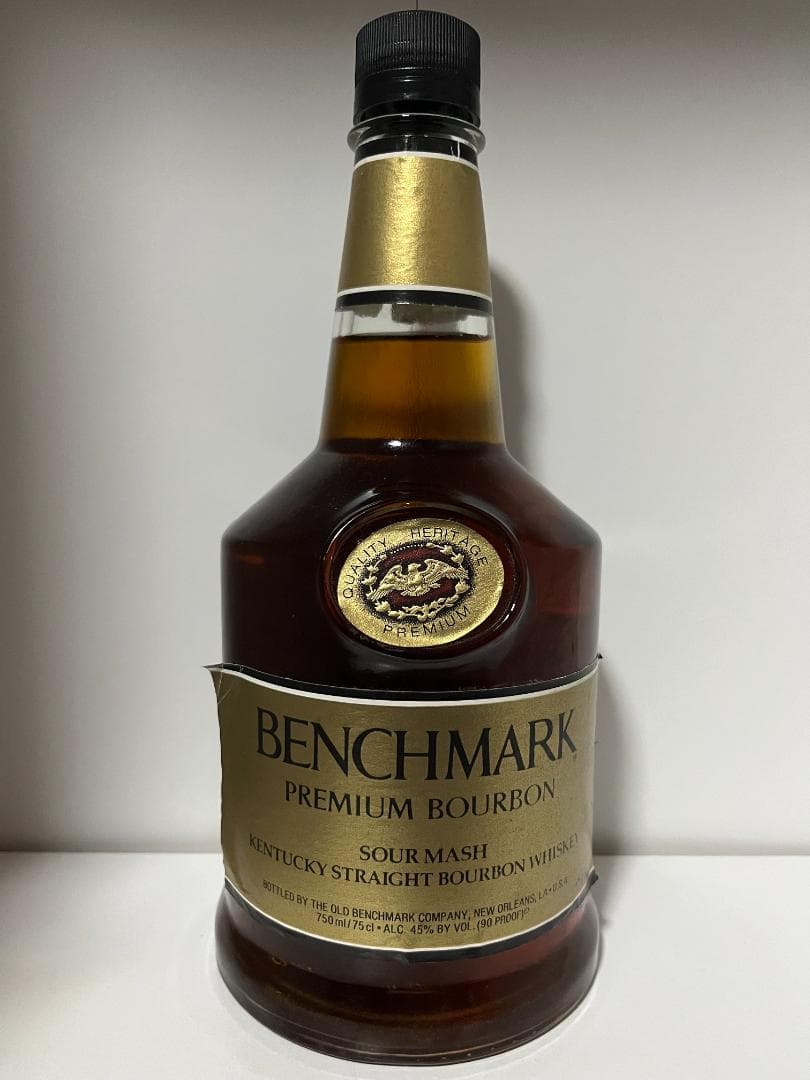 QUALITY HERITAGE
PREMIUM
BENCHMARK
PREMIUM BOURBON
SOUR MASH
KENTUCKY STRAIGHT BOURBON WHISKEY
BOTTLED BY THE OLD BENCHMARK COMPANY, NEW ORLEANS, LA • U.S.A.
750 ml/75 cl • ALC. 45% BY VOL. (90 PROOF)